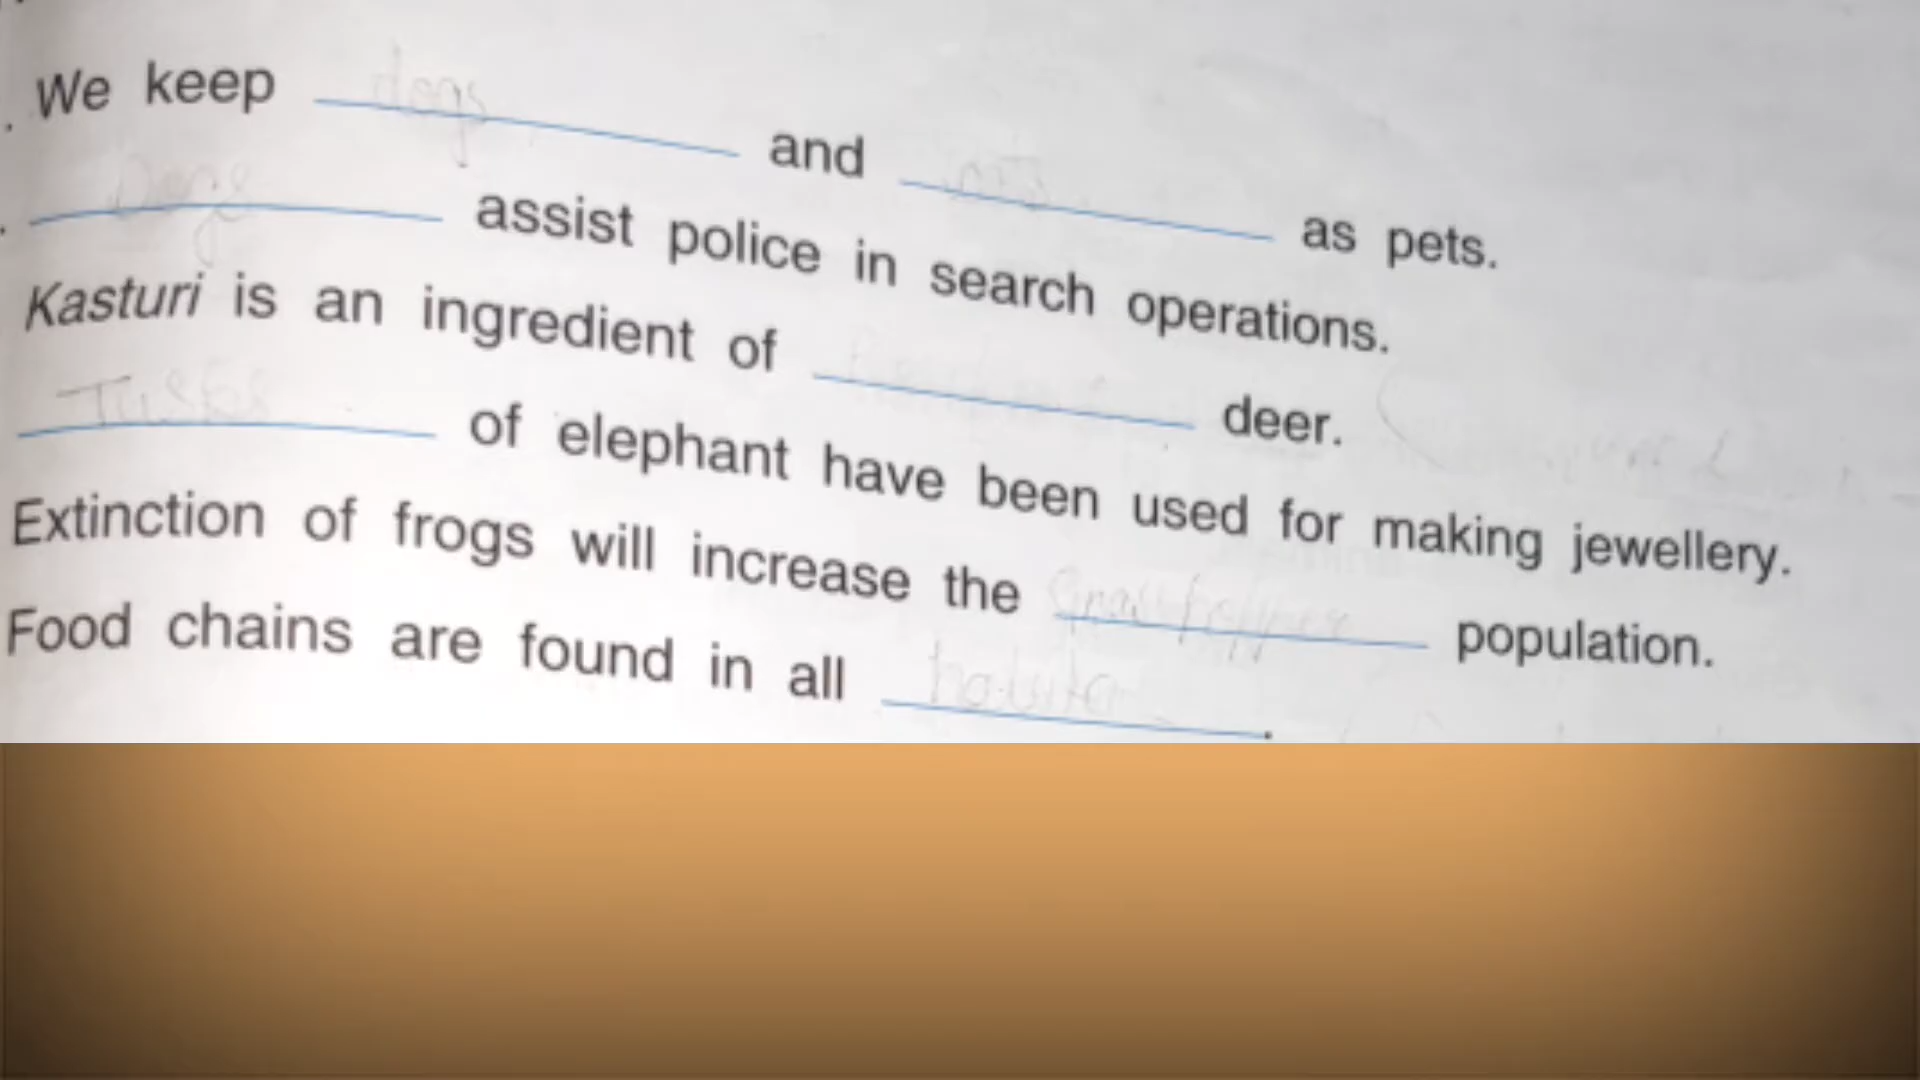 We keep dogs and cats as pets.
Dogs assist police in search operations.
Kasturi is an ingredient of deer.
Tusks of elephant have been used for making jewellery.
Extinction of frogs will increase the Grasshopper population.
Food chains are found in all .